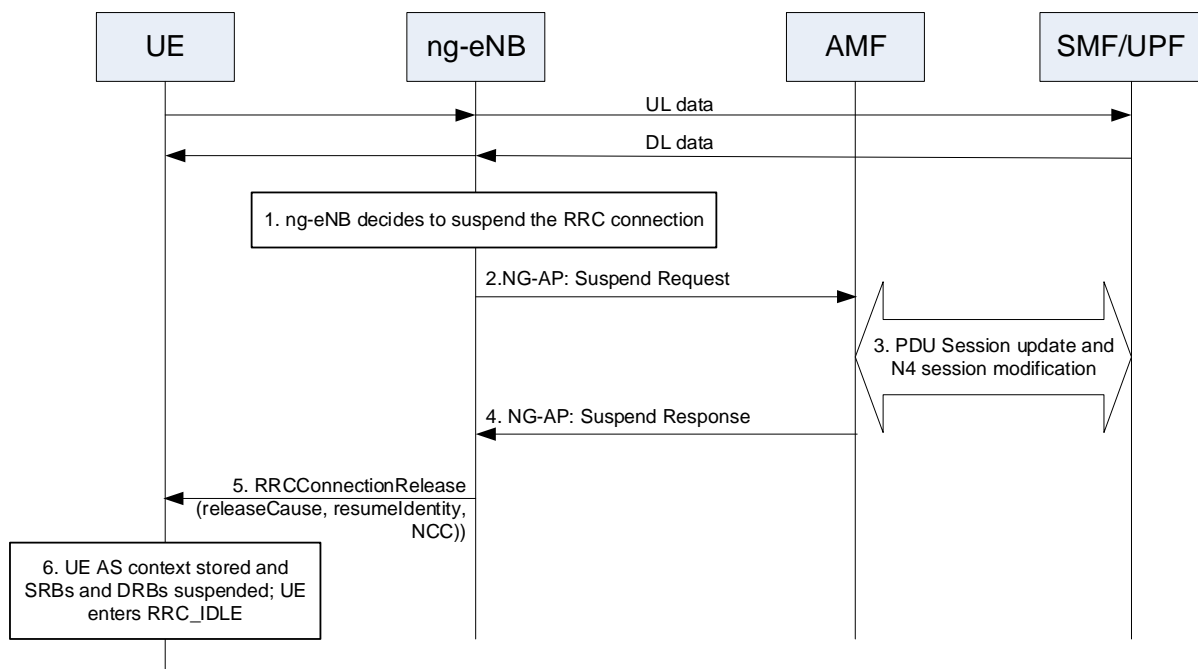 UE
ng-eNB
AMF
SMF/UPF
UL data
DL data
1. ng-eNB decides to suspend the RRC connection
2.NG-AP: Suspend Request
3. PDU Session update and
N4 session modification
4. NG-AP: Suspend Response
5. RRCConnectionRelease
(releaseCause, resumeIdentity,
NCC))
6. UE AS context stored and
SRBs and DRBs suspended; UE
enters RRC_IDLE